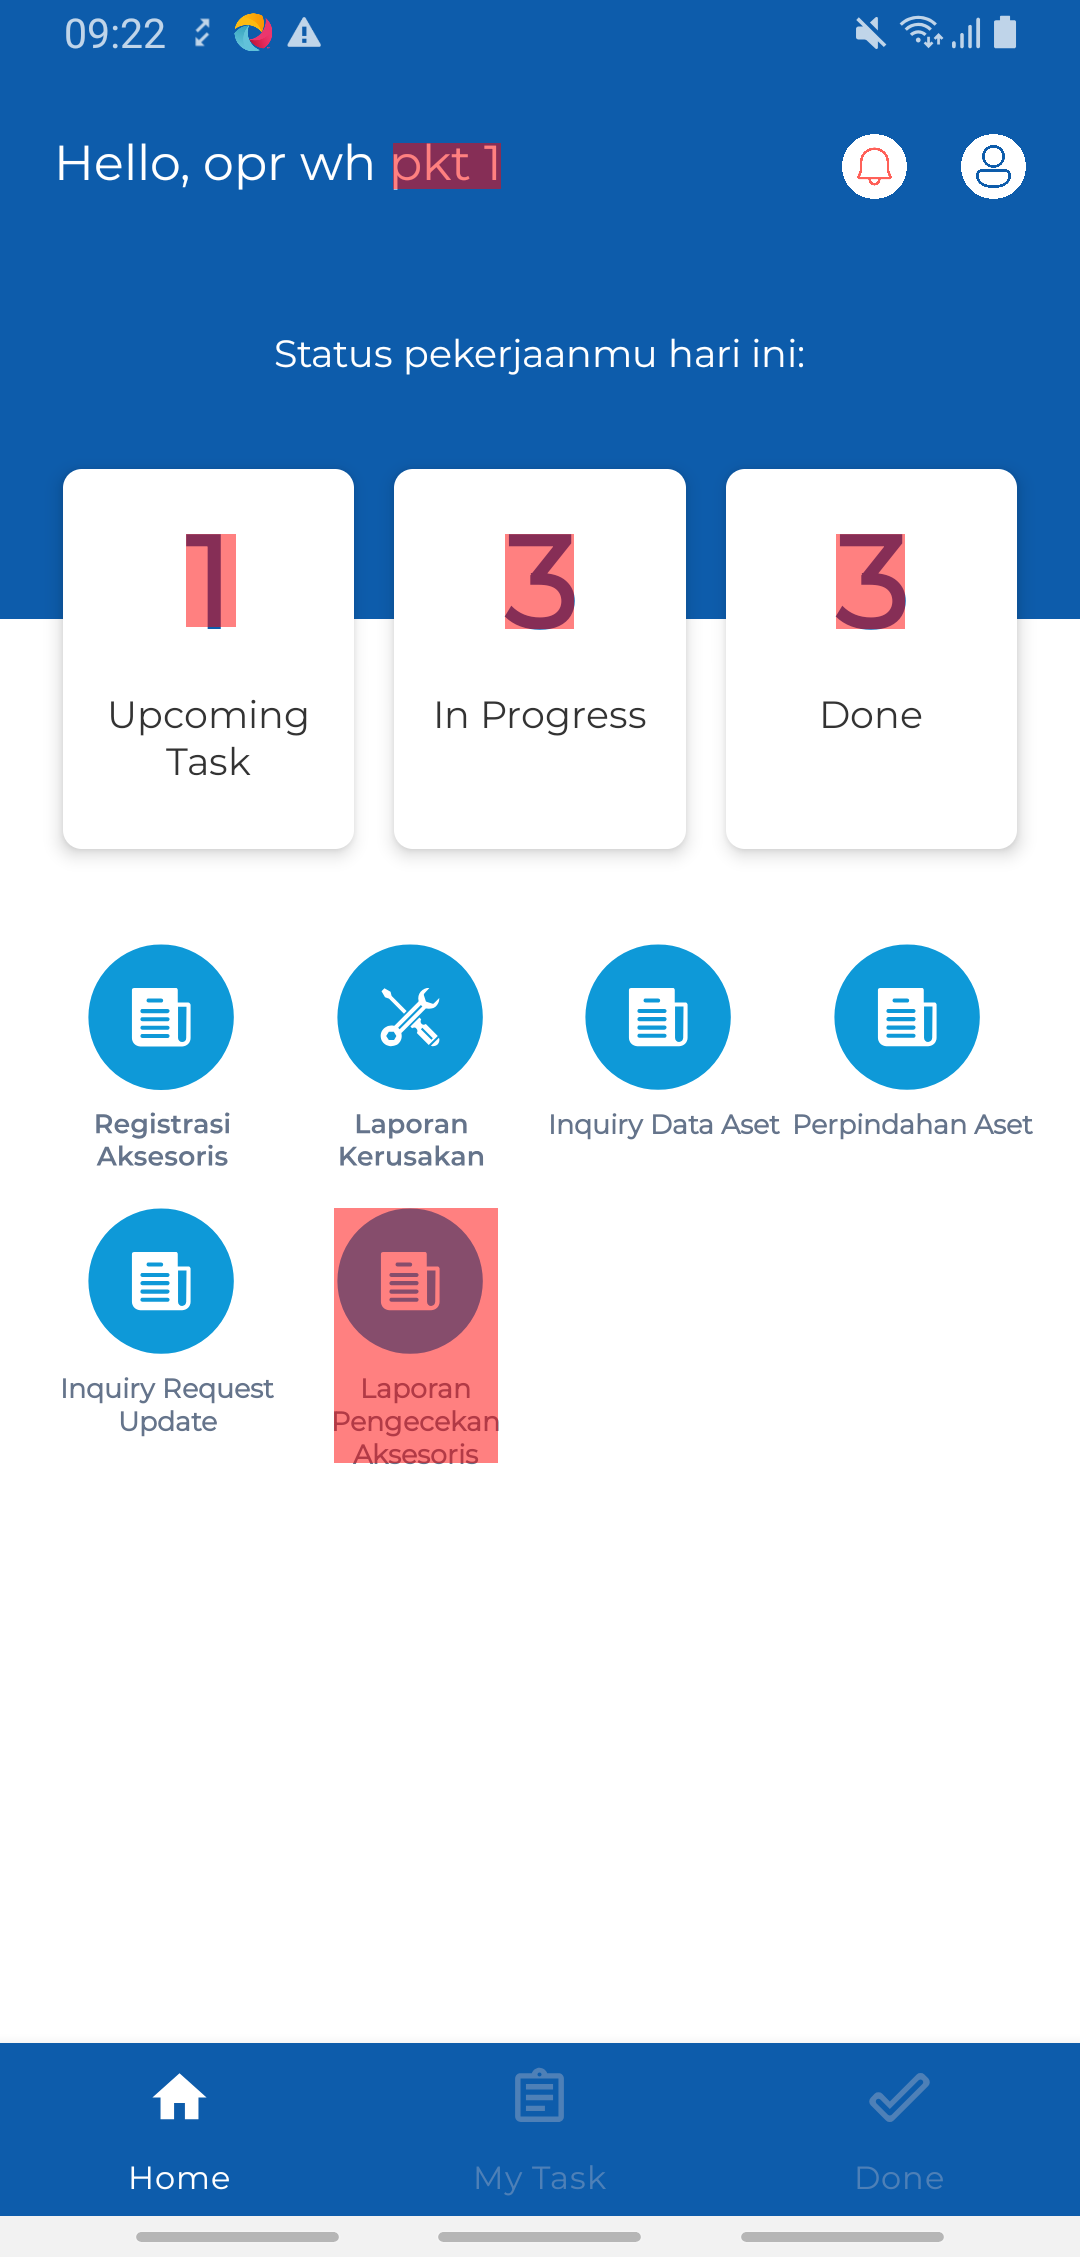 09:22
Hello, opr wh pkt 1
Status pekerjaanmu hari ini:
1
3
3
Upcoming
Task
In Progress
Done
Registrasi
Aksesoris
Laporan
Kerusakan
Inquiry Data Aset
Perpindahan Aset
Inquiry Request
Update
Laporan
Pengecekan
Aksesoris
Home
My Task
Done